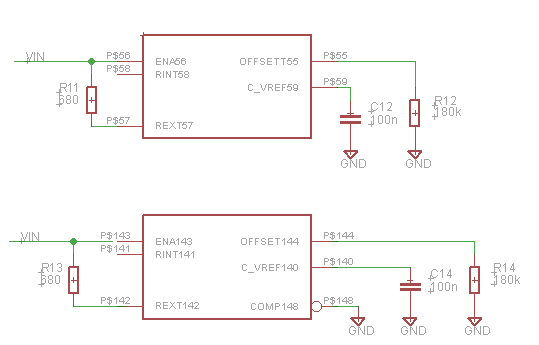 VIN P$56 ENA56 OFFSETT55 P$55
P$58 RINT58
R11 680 C_VREF59 P$59
P$57 REXT57
C12 100n R12 180k
GND GND
VIN P$143 ENA143 OFFSET144 P$144
P$141 RINT141
R13 680 C_VREF140 P$140
P$142 REXT142 COMP148 P$148
C14 100n R14 180k
GND GND GND